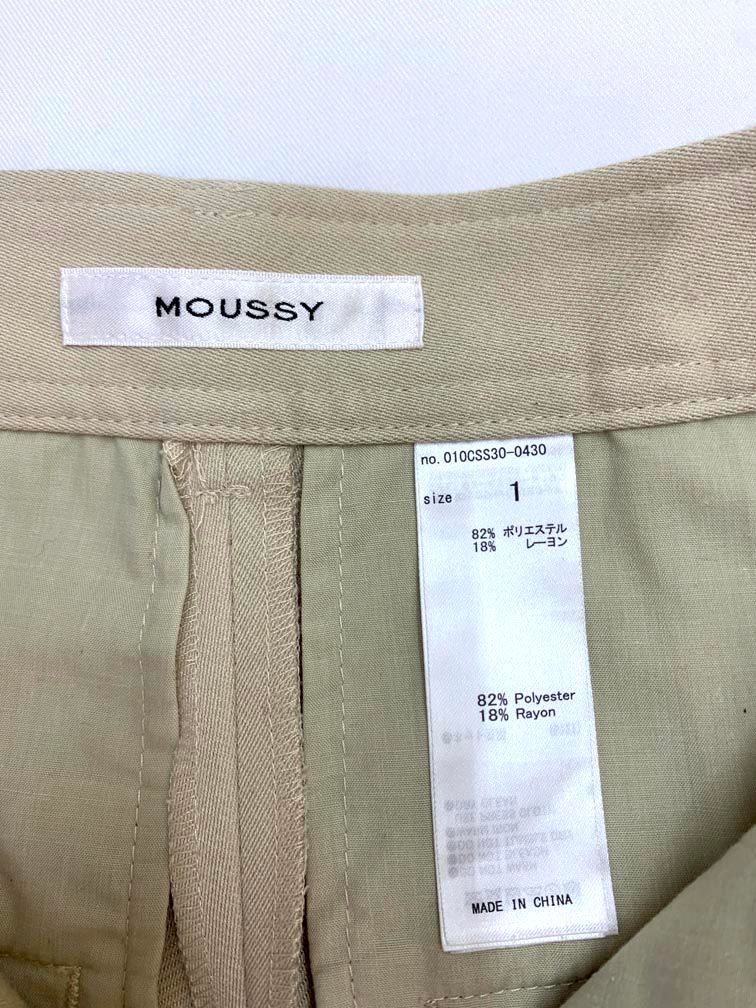 MOUSSY
no.010CSS30-0430
size 1
82% ポリエステル
18% レーヨン
82% Polyester
18% Rayon
MADE IN CHINA